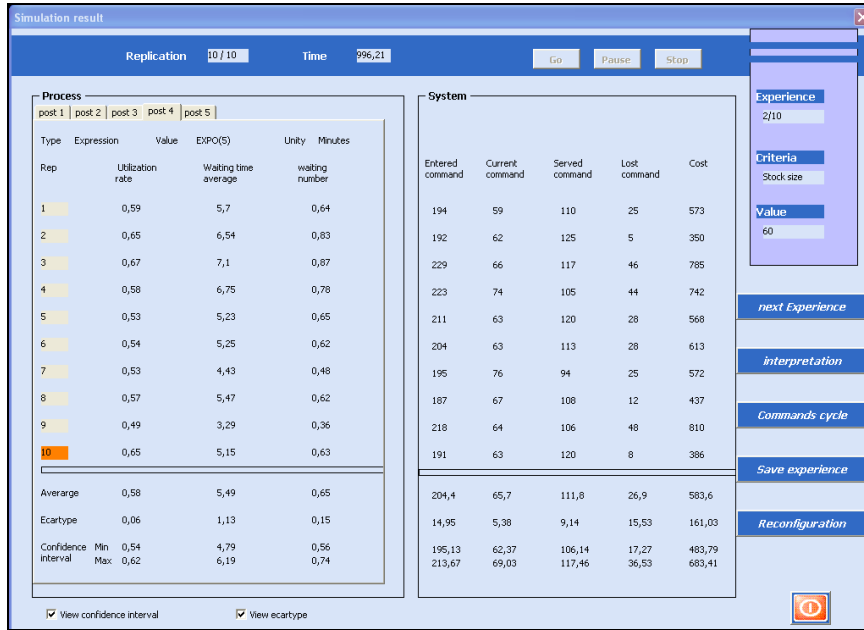 Simulation result
Replication 10 / 10 Time 996,21 Go Pause Stop
Process
post 1 post 2 post 3 post 4 post 5
Type Expression Value EXPO(5) Unity Minutes
Rep Utilization rate Waiting time average waiting number
1 0,59 5,7 0,64
2 0,65 6,54 0,83
3 0,67 7,1 0,87
4 0,58 6,75 0,78
5 0,53 5,23 0,65
6 0,54 5,25 0,62
7 0,53 4,43 0,48
8 0,57 5,47 0,62
9 0,49 3,29 0,36
10 0,65 5,15 0,63
Averarge 0,58 5,49 0,65
Ecartype 0,06 1,13 0,15
Confidence interval Min 0,54 4,79 0,56
Max 0,62 6,19 0,74
View confidence interval View ecartype
System
Entered command Current command Served command Lost command Cost
194 59 110 25 573
192 62 125 5 350
229 66 117 46 785
223 74 105 44 742
211 63 120 28 568
204 63 113 28 613
195 76 94 25 572
187 67 108 12 437
218 64 106 48 810
191 63 120 8 386
204,4 65,7 111,8 26,9 583,6
14,95 5,38 9,14 15,53 161,03
195,13 62,37 106,14 17,27 483,79
213,67 69,03 117,46 36,53 683,41
Experience
2/10
Criteria
Stock size
Value
60
next Experience
interpretation
Commands cycle
Save experience
Reconfiguration